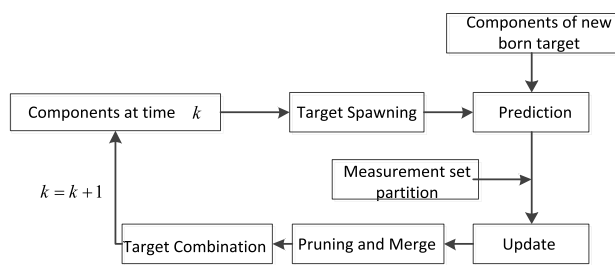 Components of new
born target
Components at time k
Target Spawning
Prediction
Measurement set
partition
k = k + 1
Target Combination
Pruning and Merge
Update